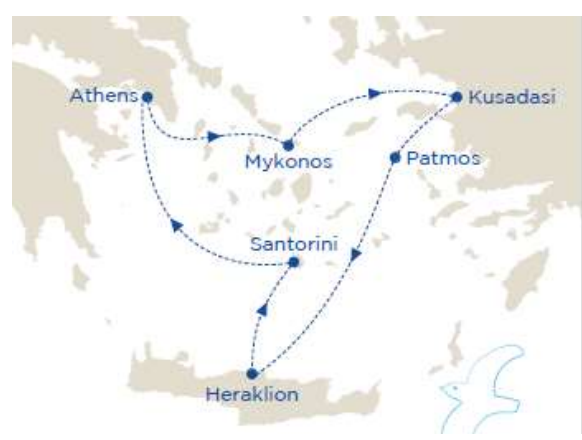 Athens
Kusadasi
Mykonos
Patmos
Santorini
Heraklion